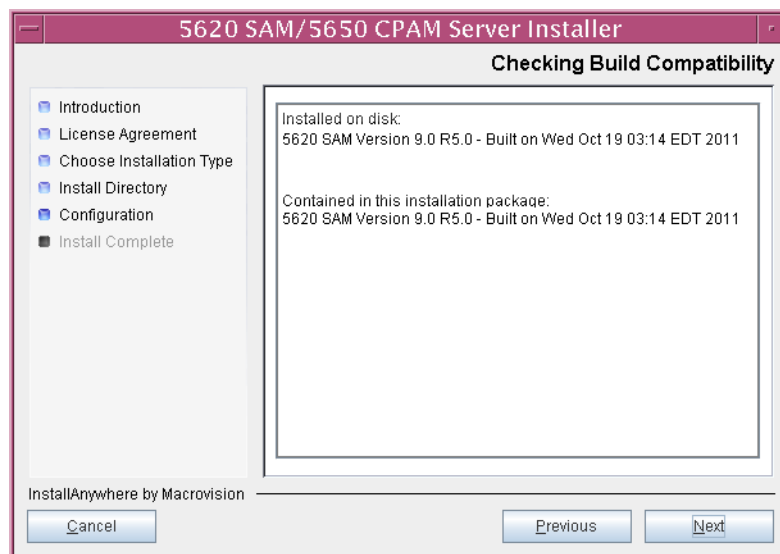 5620 SAM/5650 CPAM Server Installer
Checking Build Compatibility
Introduction
License Agreement
Choose Installation Type
Install Directory
Configuration
Install Complete
Installed on disk:
5620 SAM Version 9.0 R5.0 - Built on Wed Oct 19 03:14 EDT 2011
Contained in this installation package:
5620 SAM Version 9.0 R5.0 - Built on Wed Oct 19 03:14 EDT 2011
InstallAnywhere by Macrovision
Cancel
Previous
Next